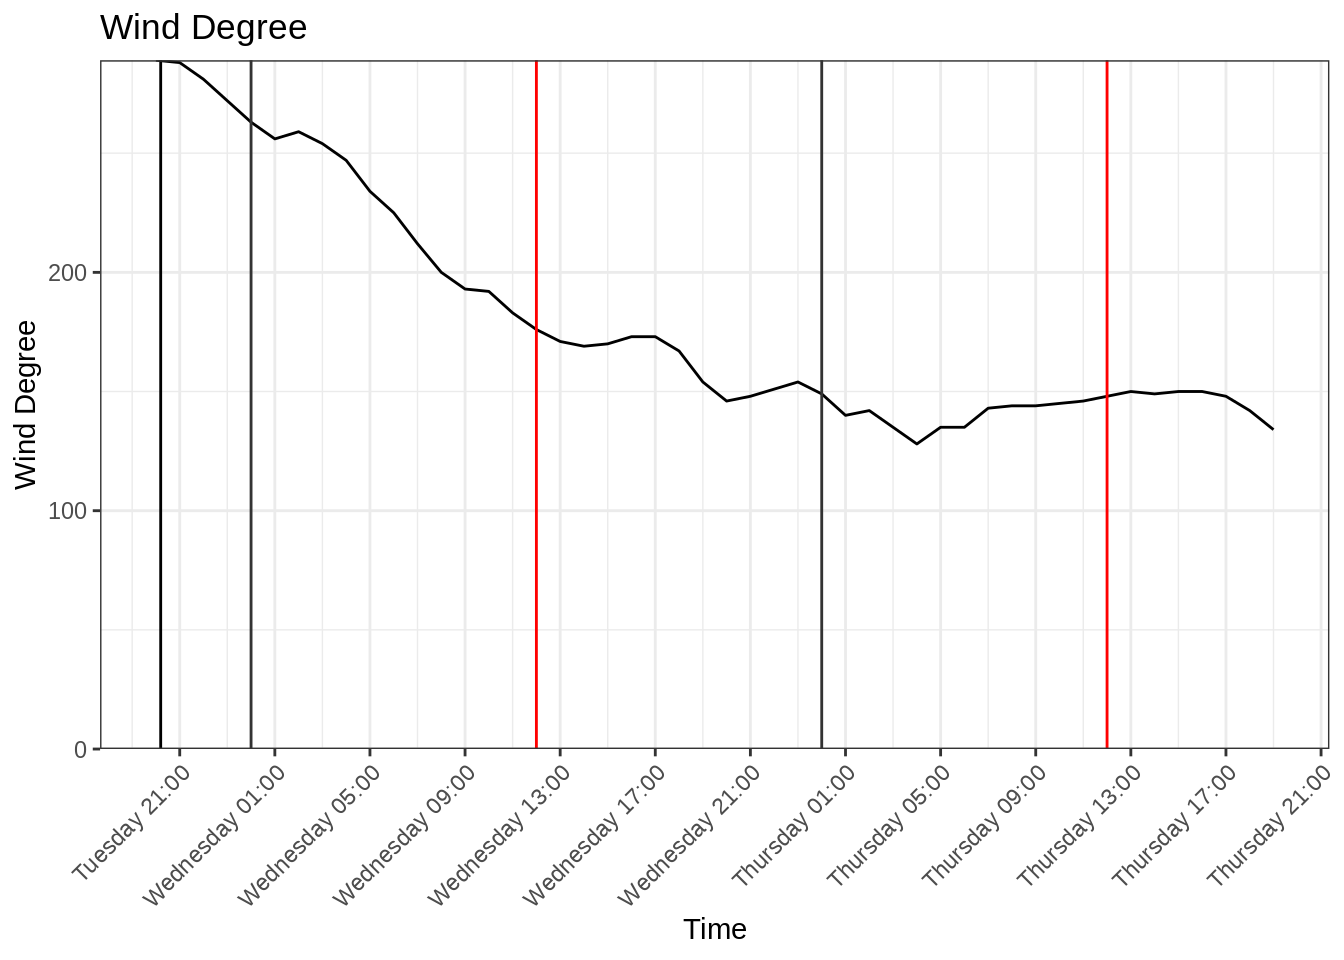 Wind Degree
Wind Degree
200
100
0
Tuesday 21:00
Wednesday 01:00
Wednesday 05:00
Wednesday 09:00
Wednesday 13:00
Wednesday 17:00
Wednesday 21:00
Thursday 01:00
Thursday 05:00
Thursday 09:00
Thursday 13:00
Thursday 17:00
Thursday 21:00
Time